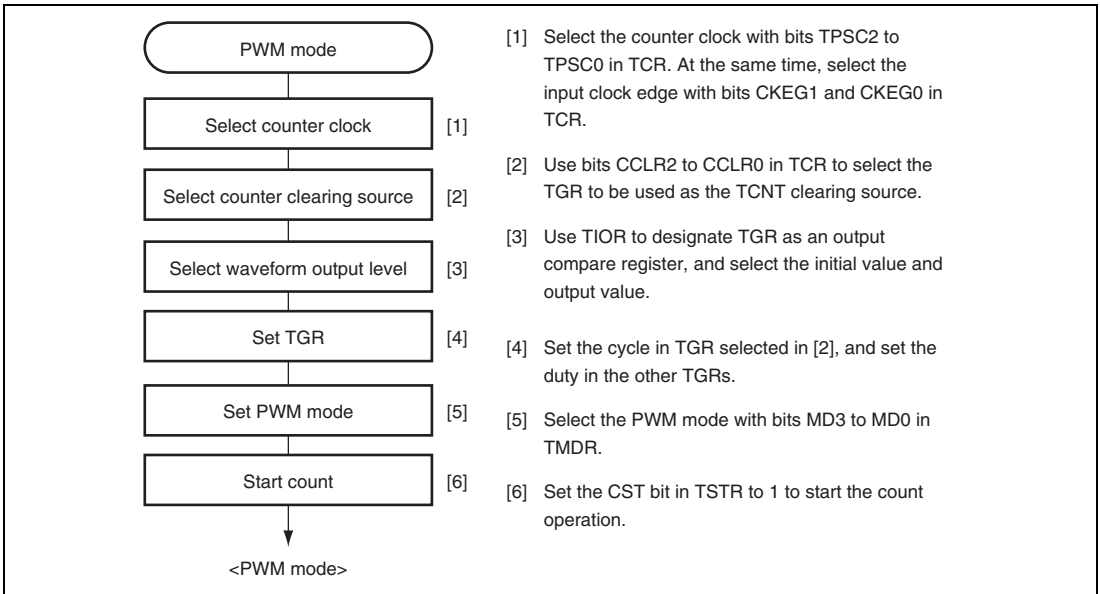 PWM mode
Select counter clock [1]
Select counter clearing source [2]
Select waveform output level [3]
Set TGR [4]
Set PWM mode [5]
Start count [6]
<PWM mode>
[1] Select the counter clock with bits TPSC2 to
TPSC0 in TCR. At the same time, select the
input clock edge with bits CKEG1 and CKEG0 in
TCR.
[2] Use bits CCLR2 to CCLR0 in TCR to select the
TGR to be used as the TCNT clearing source.
[3] Use TIOR to designate TGR as an output
compare register, and select the initial value and
output value.
[4] Set the cycle in TGR selected in [2], and set the
duty in the other TGRs.
[5] Select the PWM mode with bits MD3 to MD0 in
TMDR.
[6] Set the CST bit in TSTR to 1 to start the count
operation.